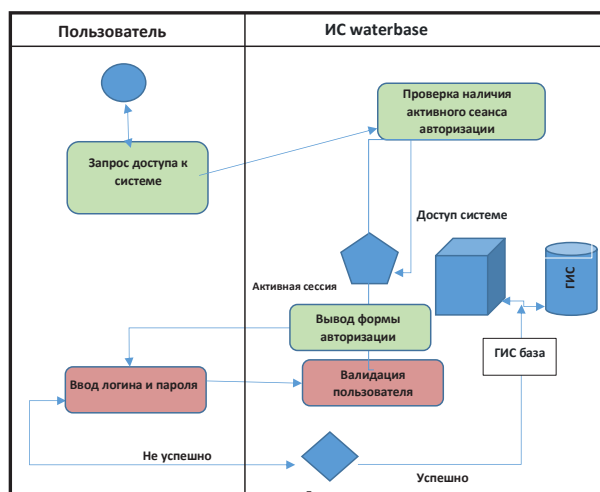 Пользователь
ИС waterbase
Проверка наличия
активного сеанса
авторизации
Запрос доступа к
системе
Доступ системе
Активная сессия
ГИС
Вывод формы
авторизации
ГИС база
Ввод логина и пароля
Валидация
пользователя
Не успешно
Успешно